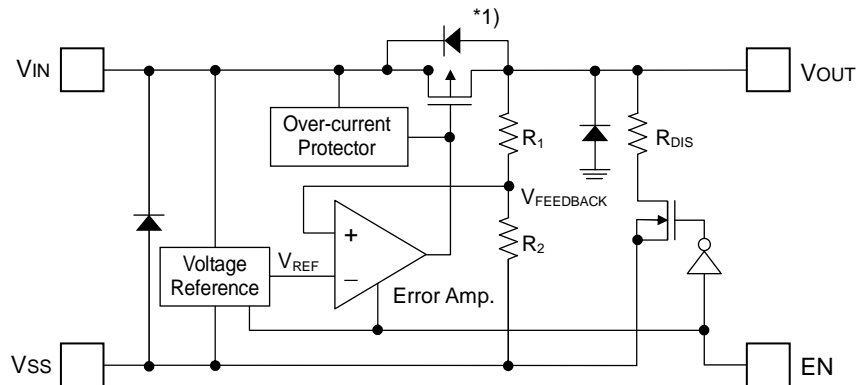 *1)
VIN
VOUT
Over-current
Protector
R1
RDIS
VFEEDBACK
+
Voltage
Reference
VREF
−
R2
Error Amp.
VSS
EN